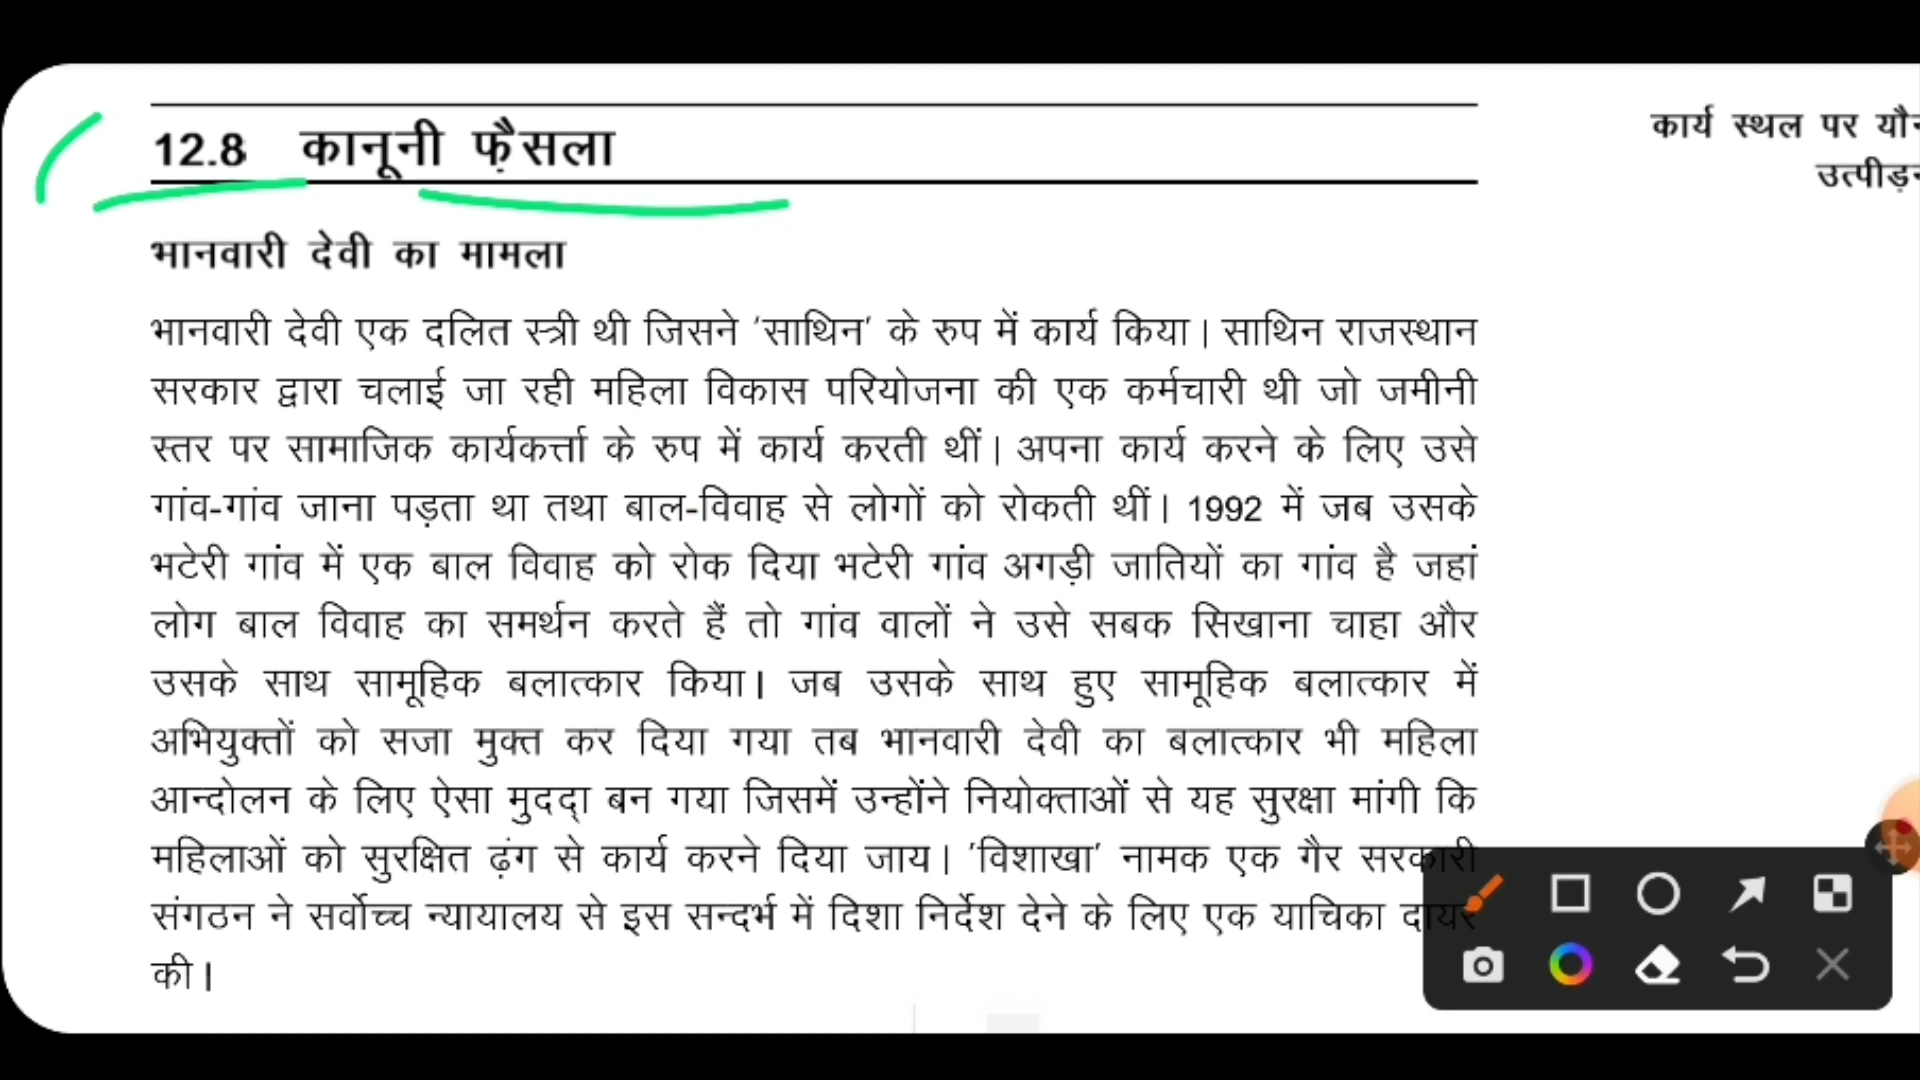 12.8 कानूनी फ़ैसला
कार्य स्थल पर यौन
उत्पीड़न
भानवारी देवी का मामला
भानवारी देवी एक दलित स्त्री थी जिसने 'साथिन' के रुप में कार्य किया। साथिन राजस्थान
सरकार द्वारा चलाई जा रही महिला विकास परियोजना की एक कर्मचारी थी जो जमीनी
स्तर पर सामाजिक कार्यकर्त्ता के रुप में कार्य करती थीं। अपना कार्य करने के लिए उसे
गांव-गांव जाना पड़ता था तथा बाल-विवाह से लोगों को रोकती थीं। 1992 में जब उसके
भटेरी गांव में एक बाल विवाह को रोक दिया भटेरी गांव अगड़ी जातियों का गांव है जहां
लोग बाल विवाह का समर्थन करते हैं तो गांव वालों ने उसे सबक सिखाना चाहा और
उसके साथ सामूहिक बलात्कार किया। जब उसके साथ हुए सामूहिक बलात्कार में
अभियुक्तों को सजा मुक्त कर दिया गया तब भानवारी देवी का बलात्कार भी महिला
आन्दोलन के लिए ऐसा मुदद्ा बन गया जिसमें उन्होंने नियोक्ताओं से यह सुरक्षा मांगी कि
महिलाओं को सुरक्षित ढ़ंग से कार्य करने दिया जाय। 'विशाखा' नामक एक गैर सरकारी
संगठन ने सर्वोच्च न्यायालय से इस सन्दर्भ में दिशा निर्देश देने के लिए एक याचिका दायर
की।